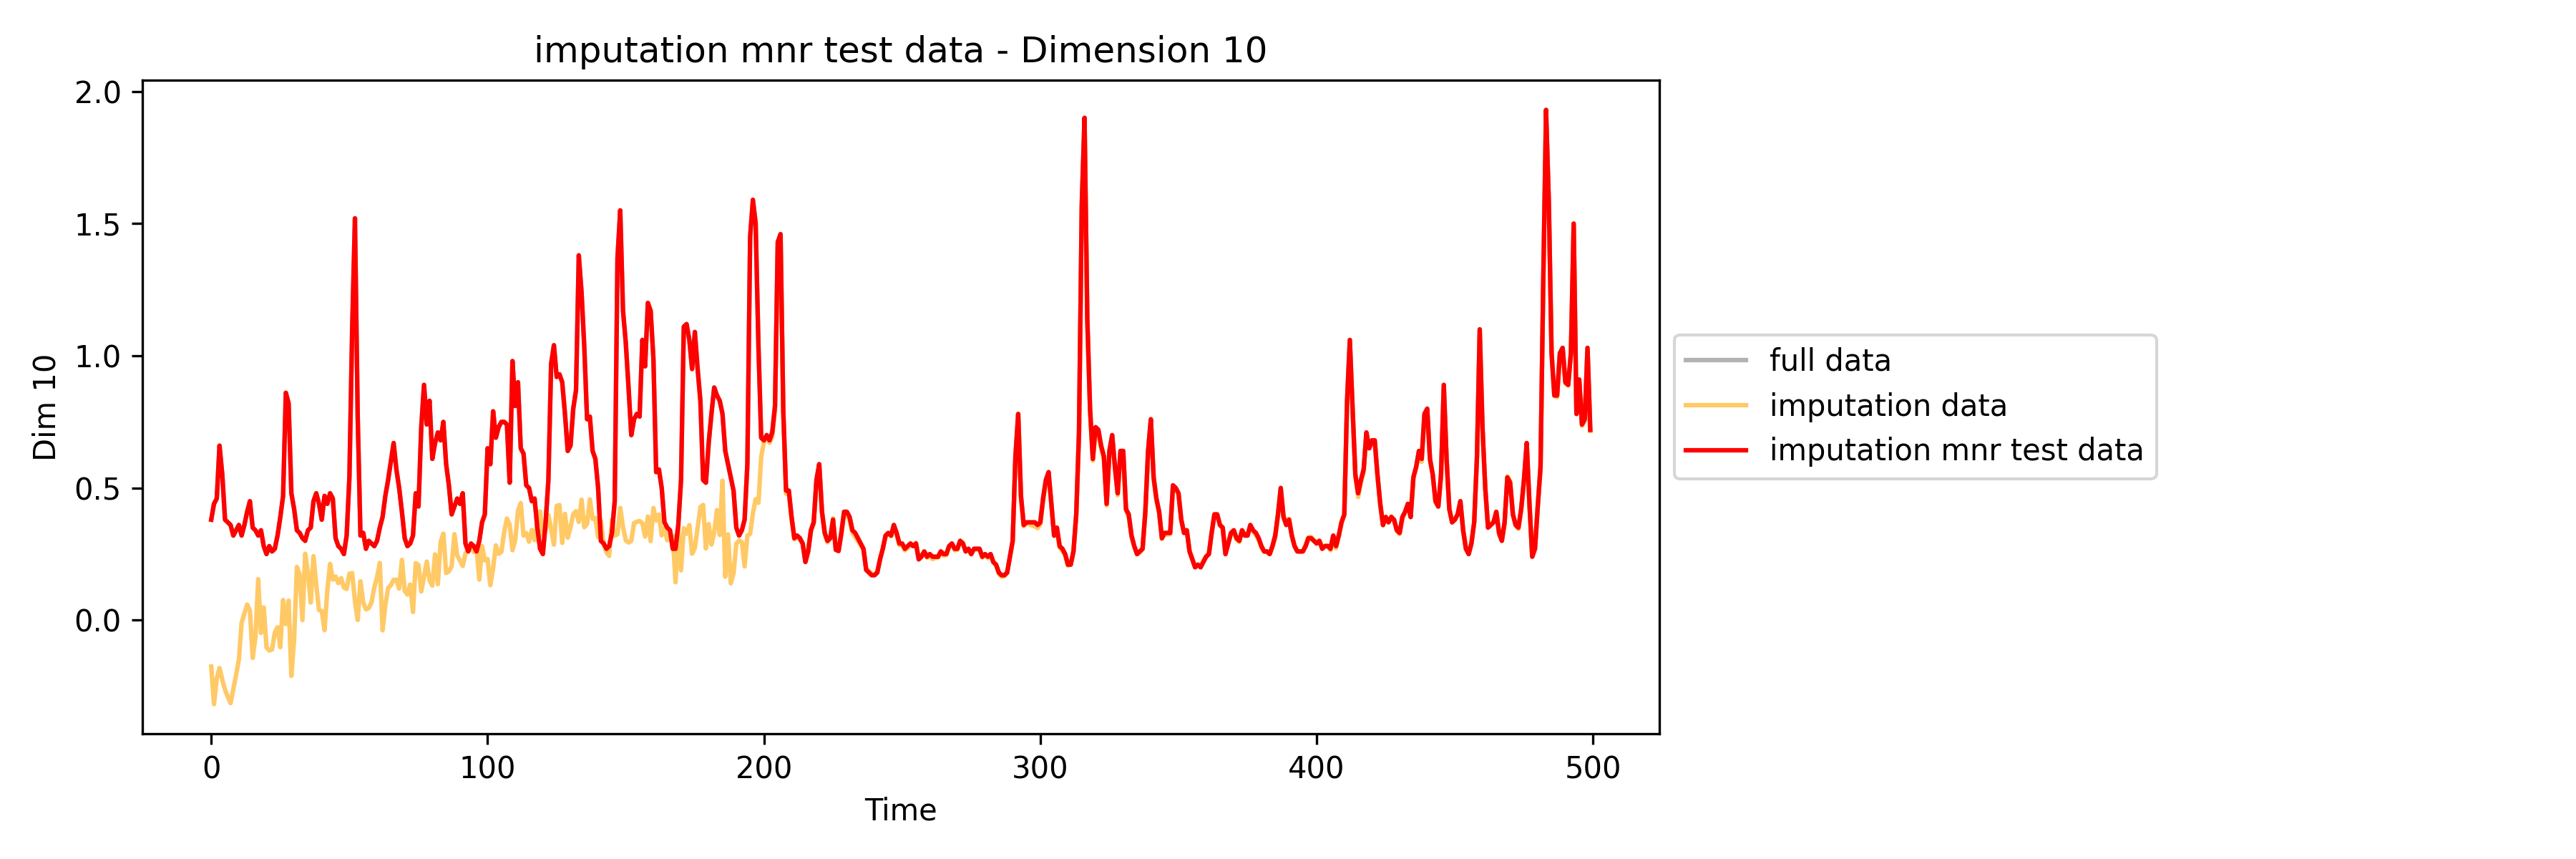 imputation mnr test data - Dimension 10
2.0
1.5
1.0
0.5
0.0
Dim 10
0 100 200 300 400 500
Time
full data
imputation data
imputation mnr test data